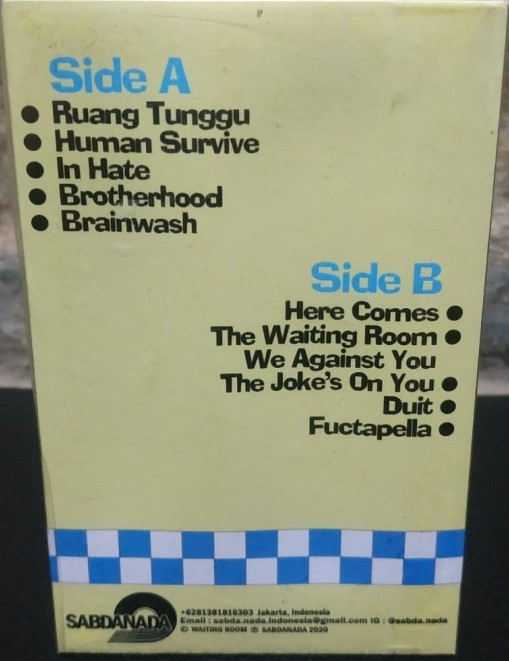 Side A
● Ruang Tunggu
● Human Survive
● In Hate
● Brotherhood
● Brainwash
Side B
Here Comes ●
The Waiting Room ●
We Against You
The Joke's On You ●
Duit ●
Fuctapella ●
SABDANADA
+6281381816303 Jakarta, Indonesia
Email : sabda.nada.indonesia@gmail.com IG : @sabda.nada
© WAITING ROOM ℗ SABDANADA 2020